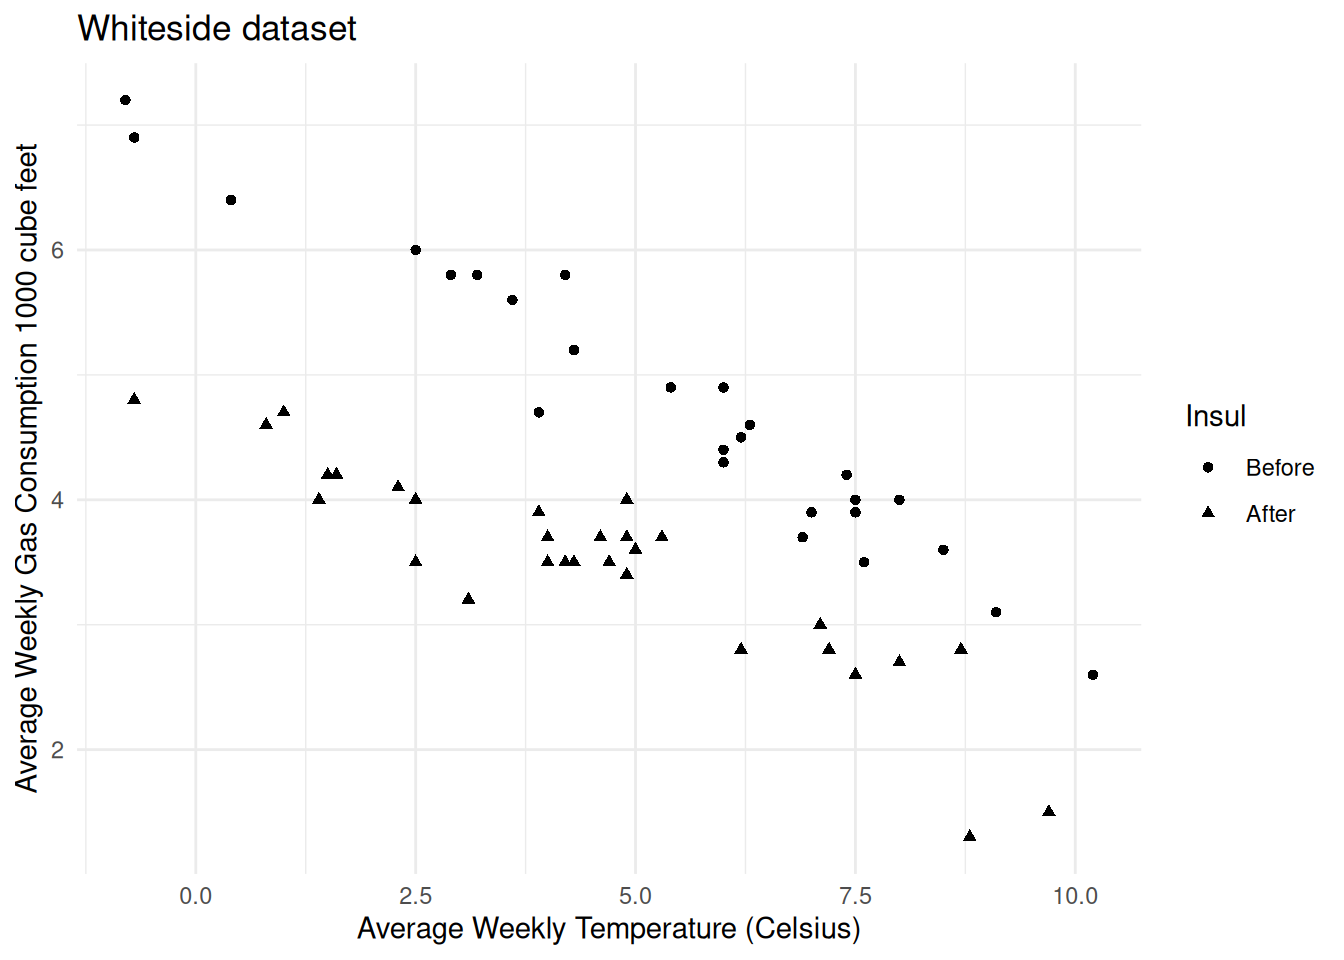 Whiteside dataset
Average Weekly Gas Consumption 1000 cube feet
6
4
2
0.0
2.5
5.0
7.5
10.0
Average Weekly Temperature (Celsius)
Insul
Before
After